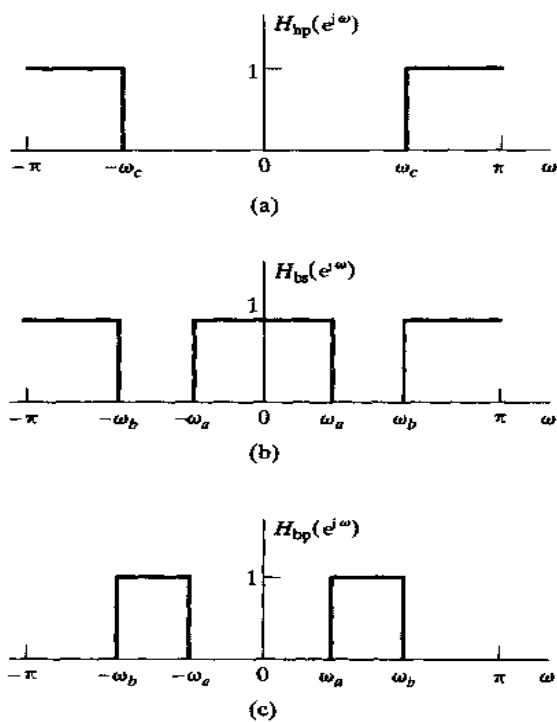 H_hp(e^jω)
1
−π −ω_c 0 ω_c π ω
(a)
H_bs(e^jω)
1
−π −ω_b −ω_a 0 ω_a ω_b π ω
(b)
H_bp(e^jω)
1
−π −ω_b −ω_a 0 ω_a ω_b π ω
(c)